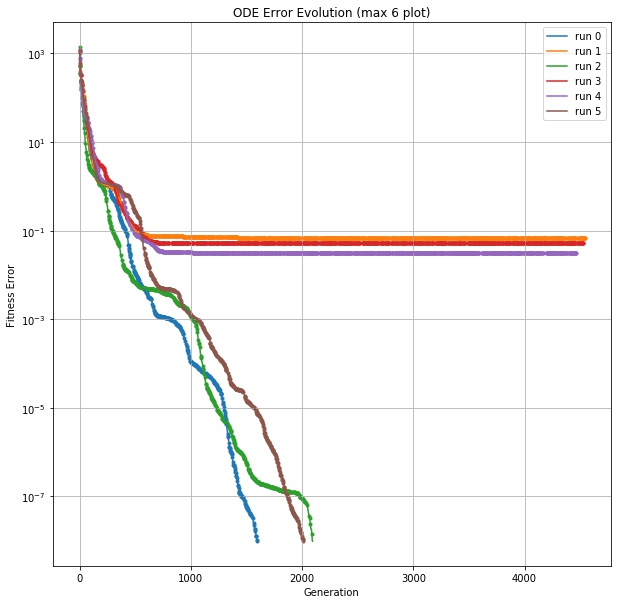 ODE Error Evolution (max 6 plot)
run 0
run 1
run 2
run 3
run 4
run 5
10³
10¹
10⁻¹
10⁻³
10⁻⁵
10⁻⁷
Fitness Error
0 1000 2000 3000 4000
Generation